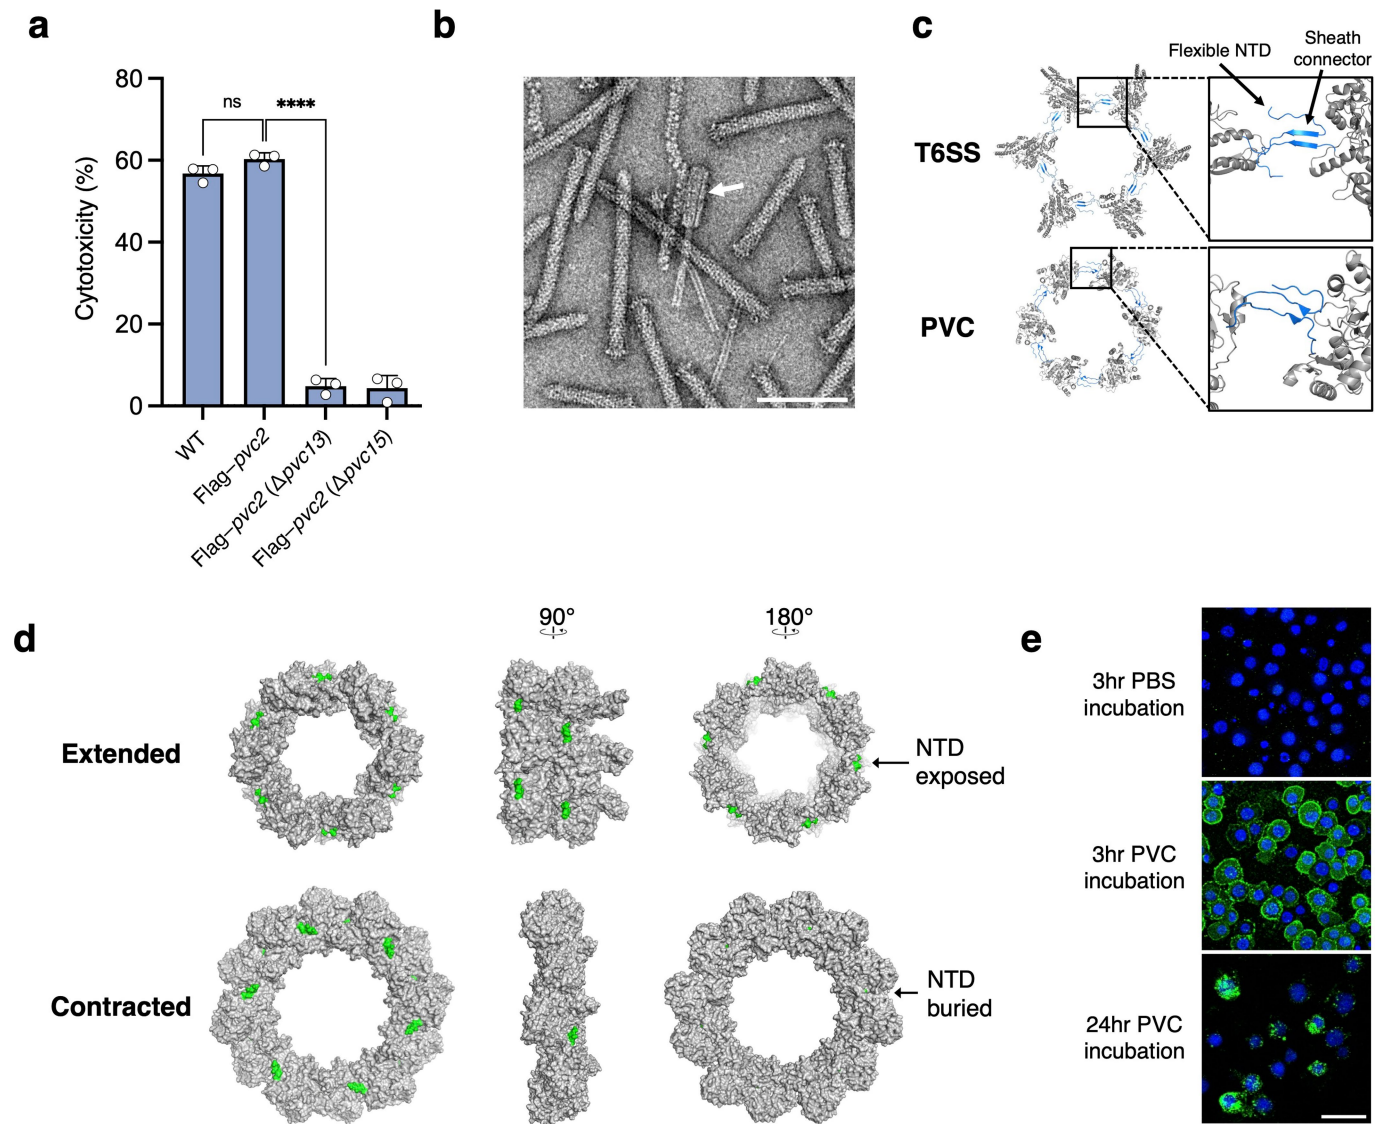 a
Cytotoxicity (%)
80
60
40
20
0
ns
****
WT
Flag–pvc2
Flag–pvc2 (Δpvc13)
Flag–pvc2 (Δpvc15)
b
c
Flexible NTD
Sheath
connector
T6SS
PVC
d
90°
180°
Extended
NTD
exposed
Contracted
NTD
buried
e
3hr PBS
incubation
3hr PVC
incubation
24hr PVC
incubation